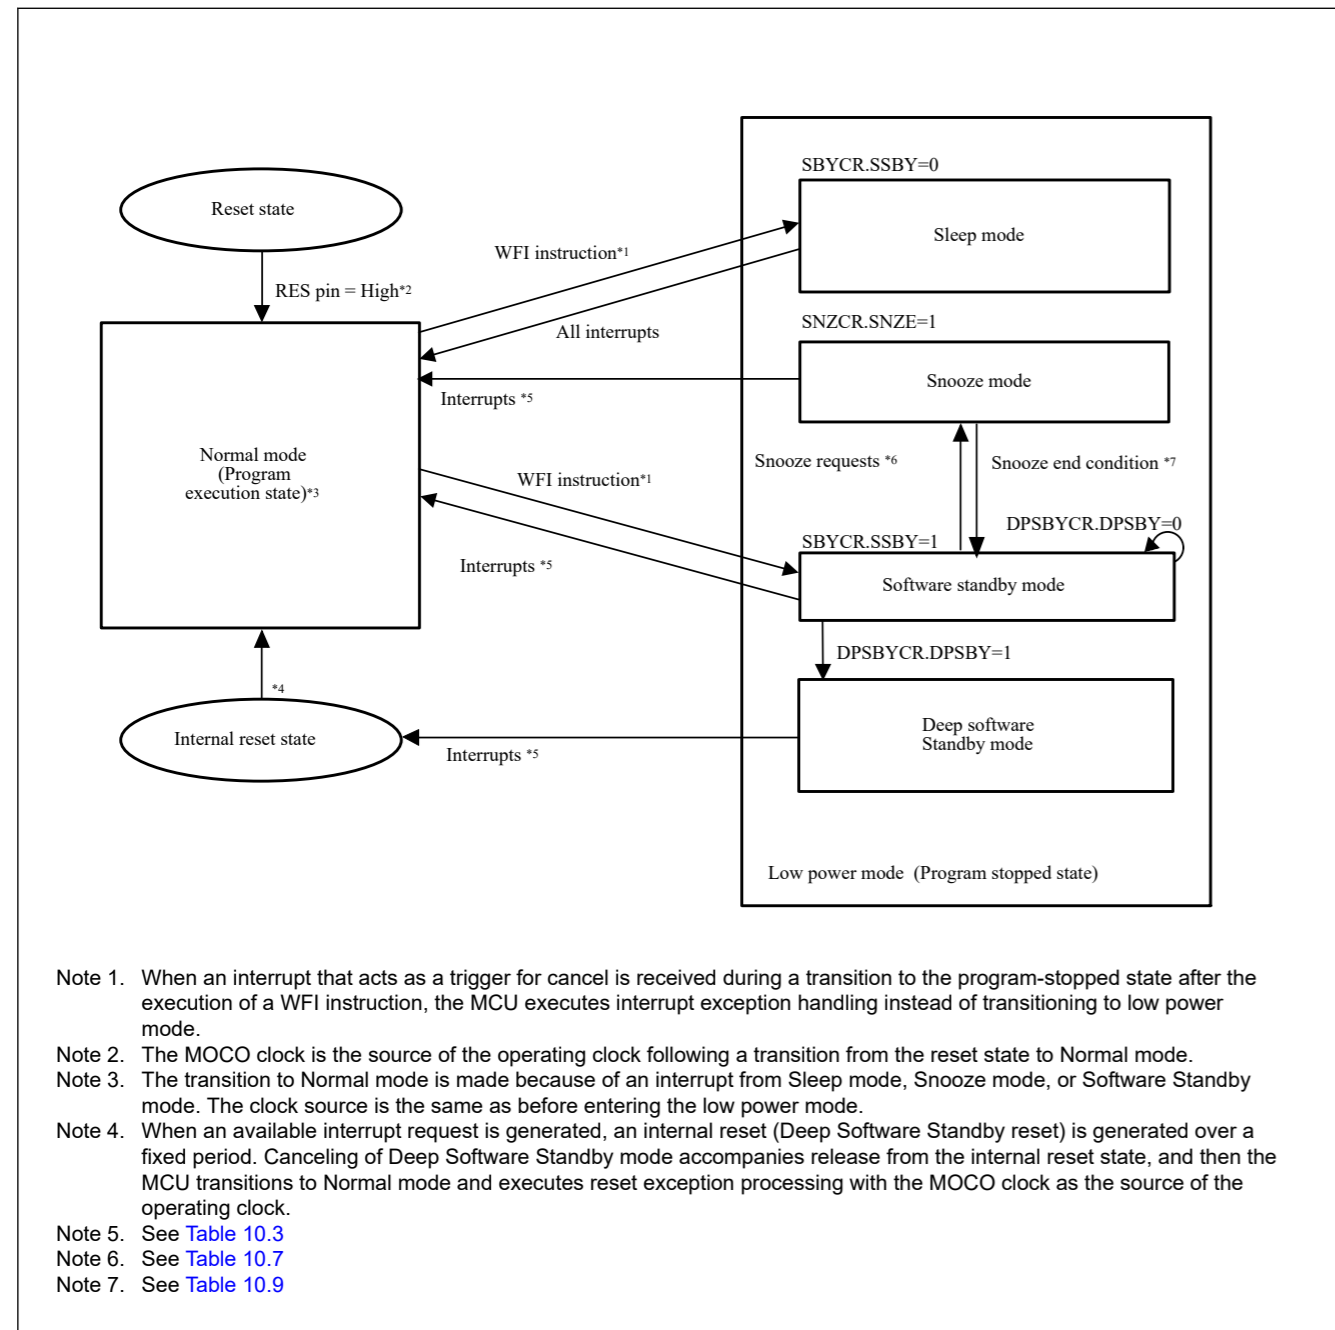 SBYCR.SSBY=0
Reset state
Sleep mode
WFI instruction*1
RES pin = High*2
All interrupts
SNZCR.SNZE=1
Snooze mode
Interrupts *5
Normal mode
(Program
execution state)*3
Snooze requests *6
Snooze end condition *7
WFI instruction*1
DPSBYCR.DPSBY=0
SBYCR.SSBY=1
Interrupts *5
Software standby mode
DPSBYCR.DPSBY=1
*4
Internal reset state
Deep software
Standby mode
Interrupts *5
Low power mode (Program stopped state)
Note 1. When an interrupt that acts as a trigger for cancel is received during a transition to the program-stopped state after the
execution of a WFI instruction, the MCU executes interrupt exception handling instead of transitioning to low power
mode.
Note 2. The MOCO clock is the source of the operating clock following a transition from the reset state to Normal mode.
Note 3. The transition to Normal mode is made because of an interrupt from Sleep mode, Snooze mode, or Software Standby
mode. The clock source is the same as before entering the low power mode.
Note 4. When an available interrupt request is generated, an internal reset (Deep Software Standby reset) is generated over a
fixed period. Canceling of Deep Software Standby mode accompanies release from the internal reset state, and then the
MCU transitions to Normal mode and executes reset exception processing with the MOCO clock as the source of the
operating clock.
Note 5. See Table 10.3
Note 6. See Table 10.7
Note 7. See Table 10.9